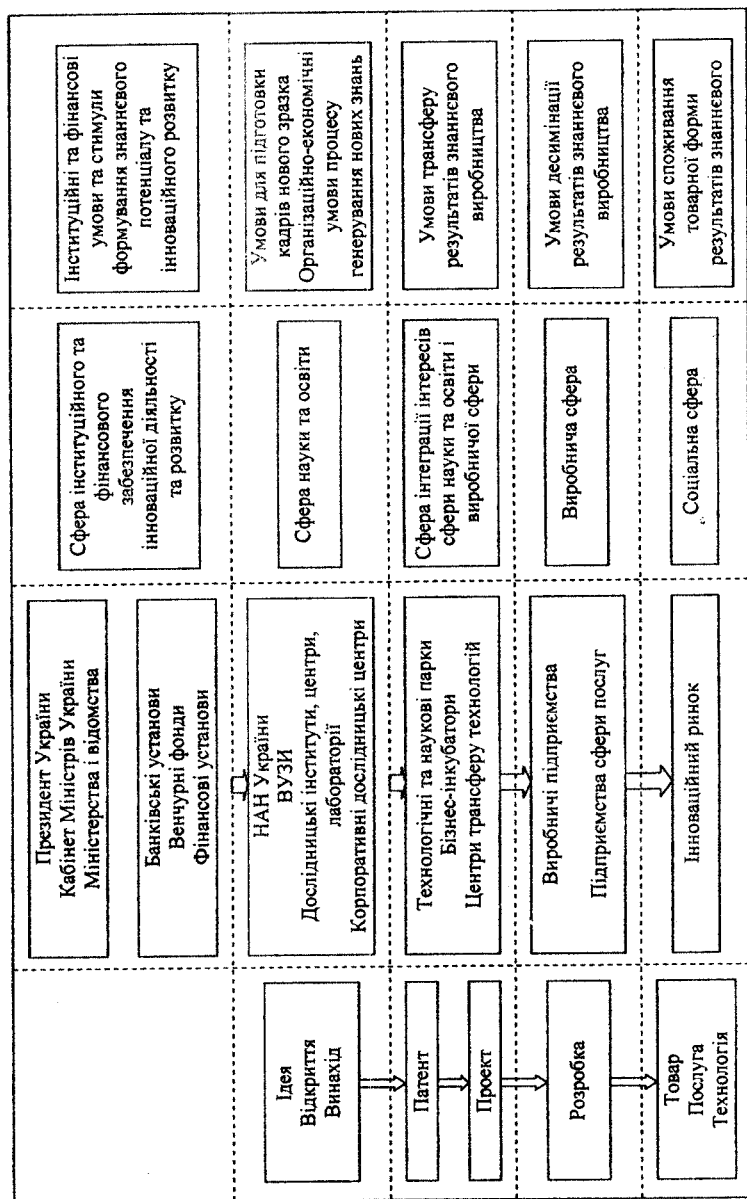 Товар
Послуга
Технологія
Розробка
Проект
Патент
Ідея
Відкриття
Винахід
Інноваційний ринок
Виробничі підприємства
Підприємства сфери послуг
Технологічні та наукові парки
Бізнес-інкубатори
Центри трансферу технологій
НАН України
ВУЗИ
Дослідницькі інститути, центри,
лабораторії
Корпоративні дослідницькі центри
Президент України
Кабінет Міністрів України
Міністерства і відомства
Банківські установи
Венчурні фонди
Фінансові установи
Соціальна сфера
Виробнича сфера
Сфера інтеграції інтересів
сфери науки та освіти і
виробничої сфери
Сфера науки та освіти
Сфера інституційного та
фінансового
забезпечення
інноваційної діяльності
та розвитку
Умови споживання
товарної форми
результатів знаннєвого
Умови десимінації
результатів знаннєвого
виробництва
Умови трансферу
результатів знаннєвого
виробництва
Умови для підготовки
кадрів нового зразка
Організаційно-економічні
умови процесу
генерування нових знань
Інституційні та фінансові
умови та стимули
формування знаннєвого
потенціалу та
інноваційного розвитку